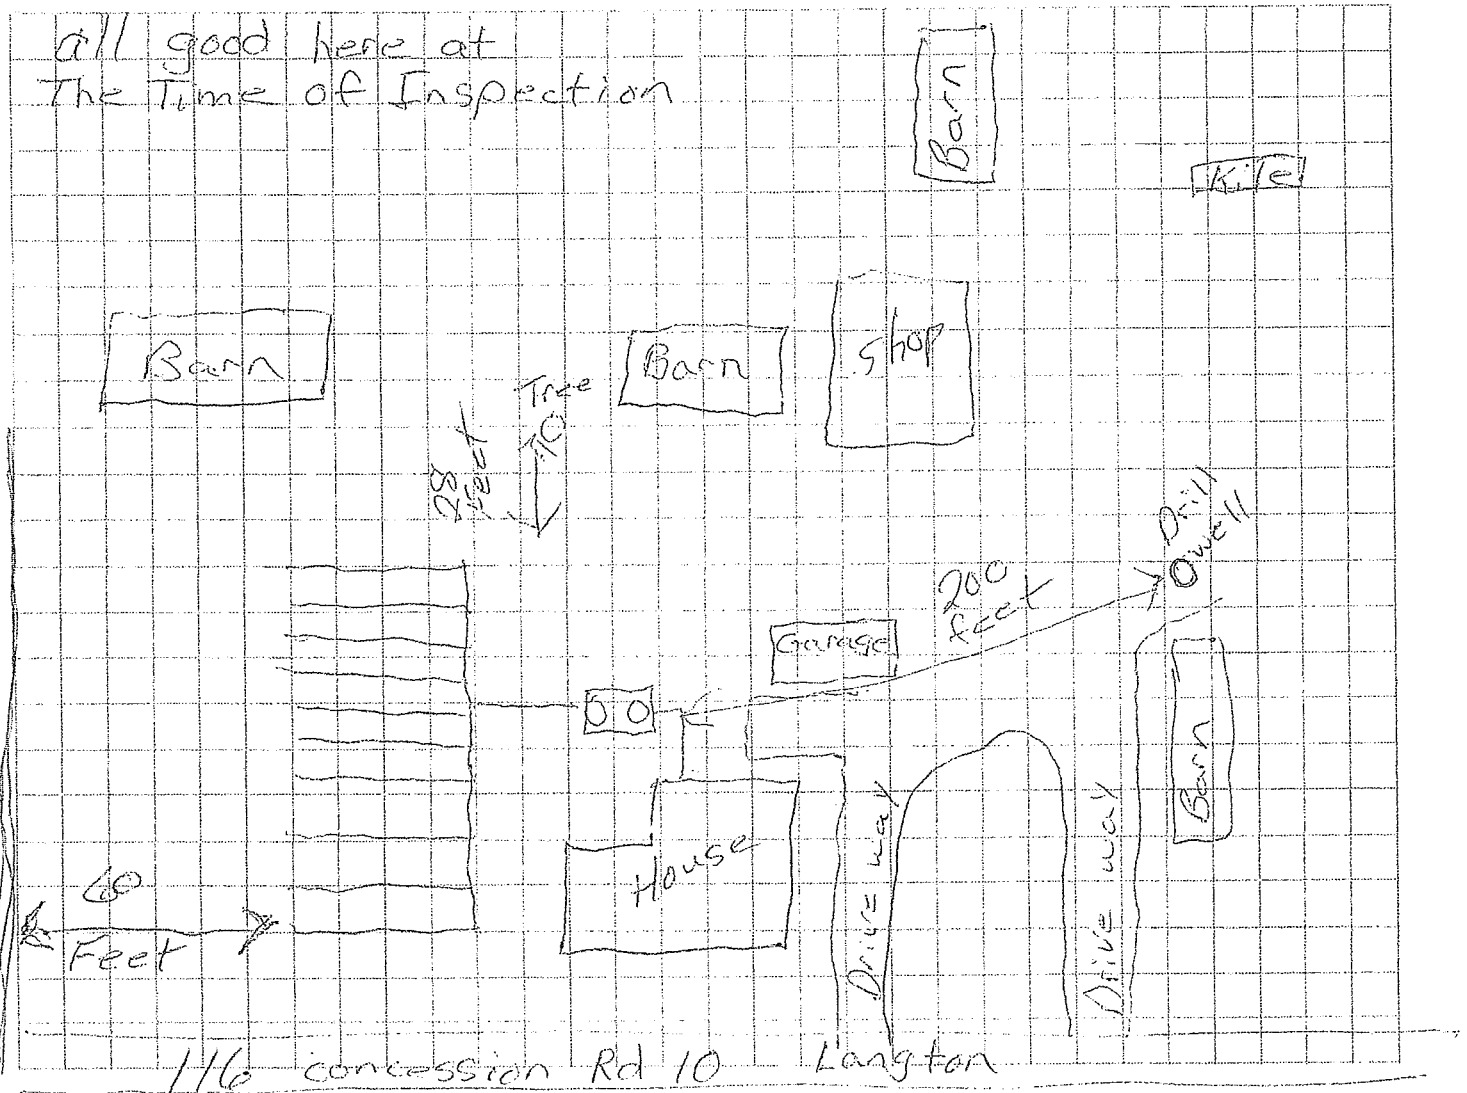 all good here at
The Time of Inspection
Barn
Kile
Barn
Barn
Shop
Tree
28
feet
Drill
well
200
feet
Garage
House
Barn
60
Feet
Drive way
Drive way
116 concession Rd 10 Langton